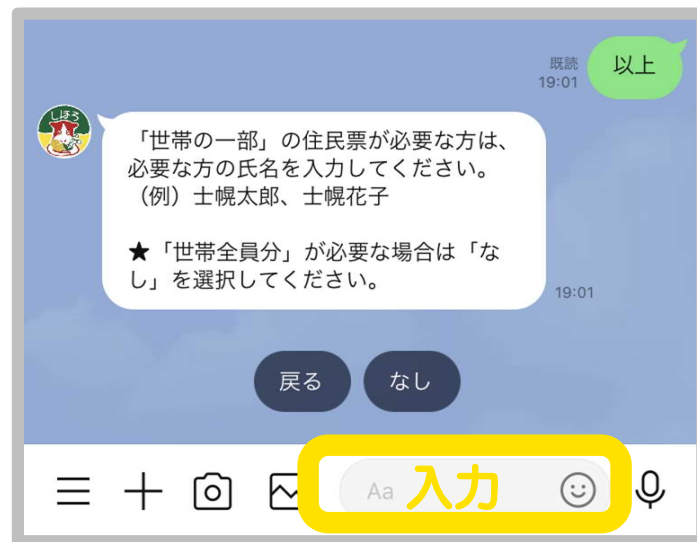 以上
既読
19:01
しほろ
「世帯の一部」の住民票が必要な方は、
必要な方の氏名を入力してください。
（例）士幌太郎、士幌花子
★「世帯全員分」が必要な場合は「な
し」を選択してください。
19:01
戻る
なし
Aa
入力